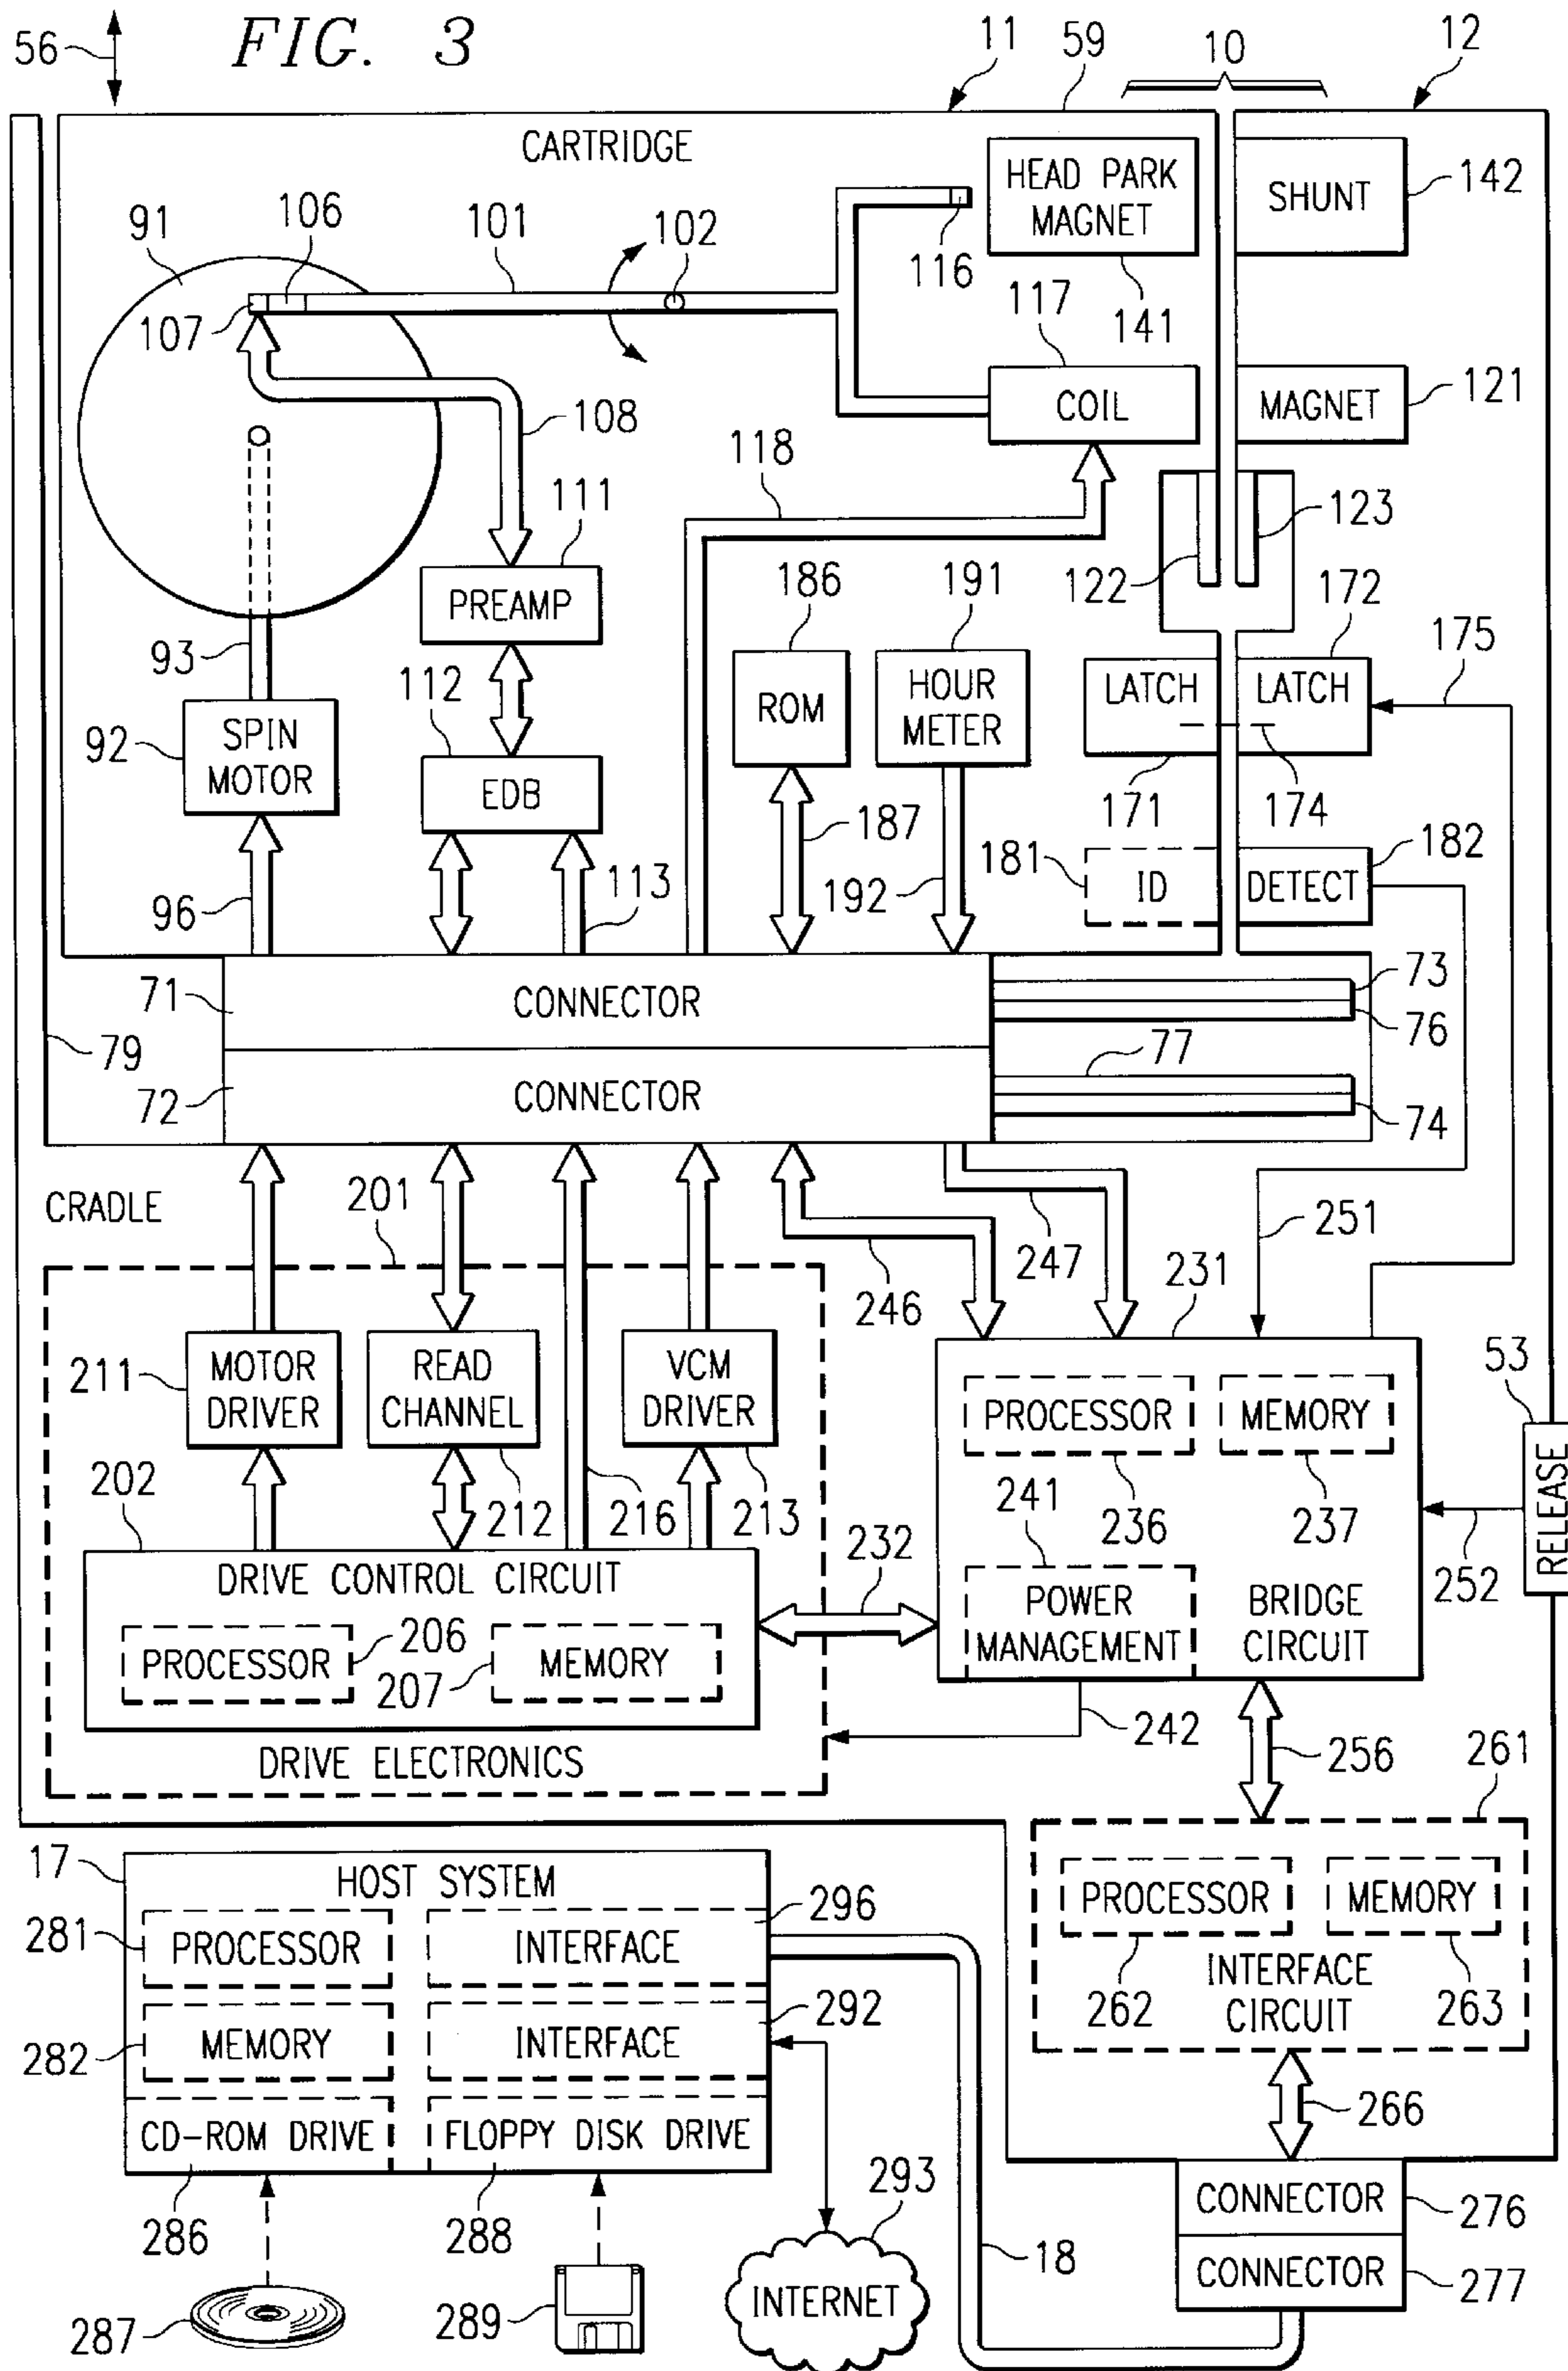 56
FIG. 3
11
59
10
12
CARTRIDGE
HEAD PARK
MAGNET
SHUNT
142
91
106
101
102
116
107
141
117
COIL
MAGNET
121
108
118
111
123
122
PREAMP
186
191
172
175
93
112
ROM
HOUR
METER
LATCH
LATCH
92
SPIN
MOTOR
EDB
187
171
174
181
ID
DETECT
182
96
113
192
71
CONNECTOR
73
76
79
77
72
CONNECTOR
74
CRADLE
201
251
247
246
231
211
MOTOR
DRIVER
READ
CHANNEL
VCM
DRIVER
53
PROCESSOR
MEMORY
202
212
216
213
241
236
237
RELEASE
232
252
DRIVE CONTROL CIRCUIT
PROCESSOR
206
207
MEMORY
POWER
MANAGEMENT
BRIDGE
CIRCUIT
242
DRIVE ELECTRONICS
256
261
17
HOST SYSTEM
281
PROCESSOR
INTERFACE
296
PROCESSOR
MEMORY
262
263
INTERFACE
CIRCUIT
282
MEMORY
INTERFACE
292
266
CD-ROM DRIVE
FLOPPY DISK DRIVE
286
288
293
CONNECTOR
276
18
CONNECTOR
277
287
289
INTERNET